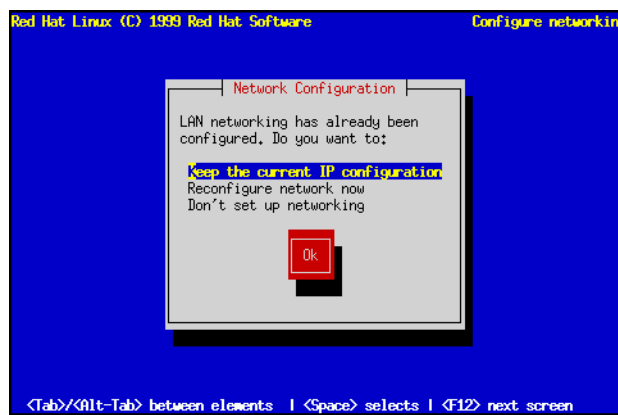 Red Hat Linux (C) 1999 Red Hat Software Configure networkin
Network Configuration
LAN networking has already been
configured. Do you want to:
Keep the current IP configuration
Reconfigure network now
Don't set up networking
Ok
<Tab>/<Alt-Tab> between elements | <Space> selects | <F12> next screen